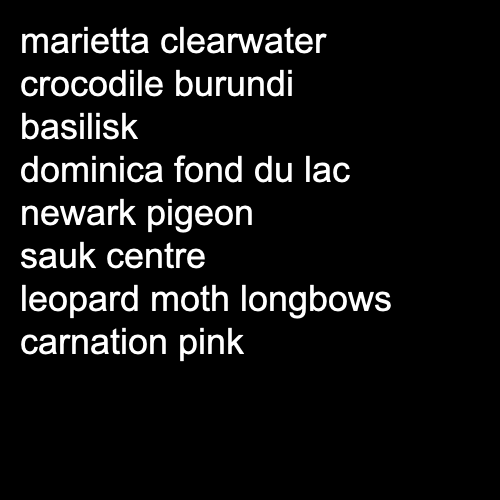 marietta clearwater
crocodile burundi
basilisk
dominica fond du lac
newark pigeon
sauk centre
leopard moth longbows
carnation pink